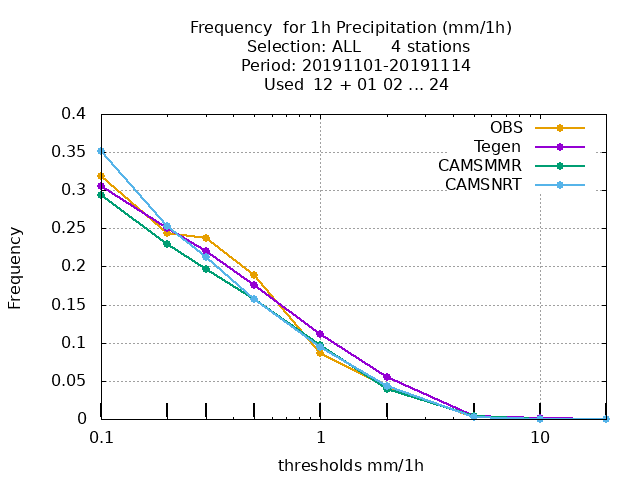 Frequency  for 1h Precipitation (mm/1h)
Selection: ALL      4 stations
Period: 20191101-20191114
Used  12 + 01 02 ... 24
OBS
Tegen
CAMSMMR
CAMSNRT
Frequency
0.4
0.35
0.3
0.25
0.2
0.15
0.1
0.05
0
0.1
1
10
thresholds mm/1h